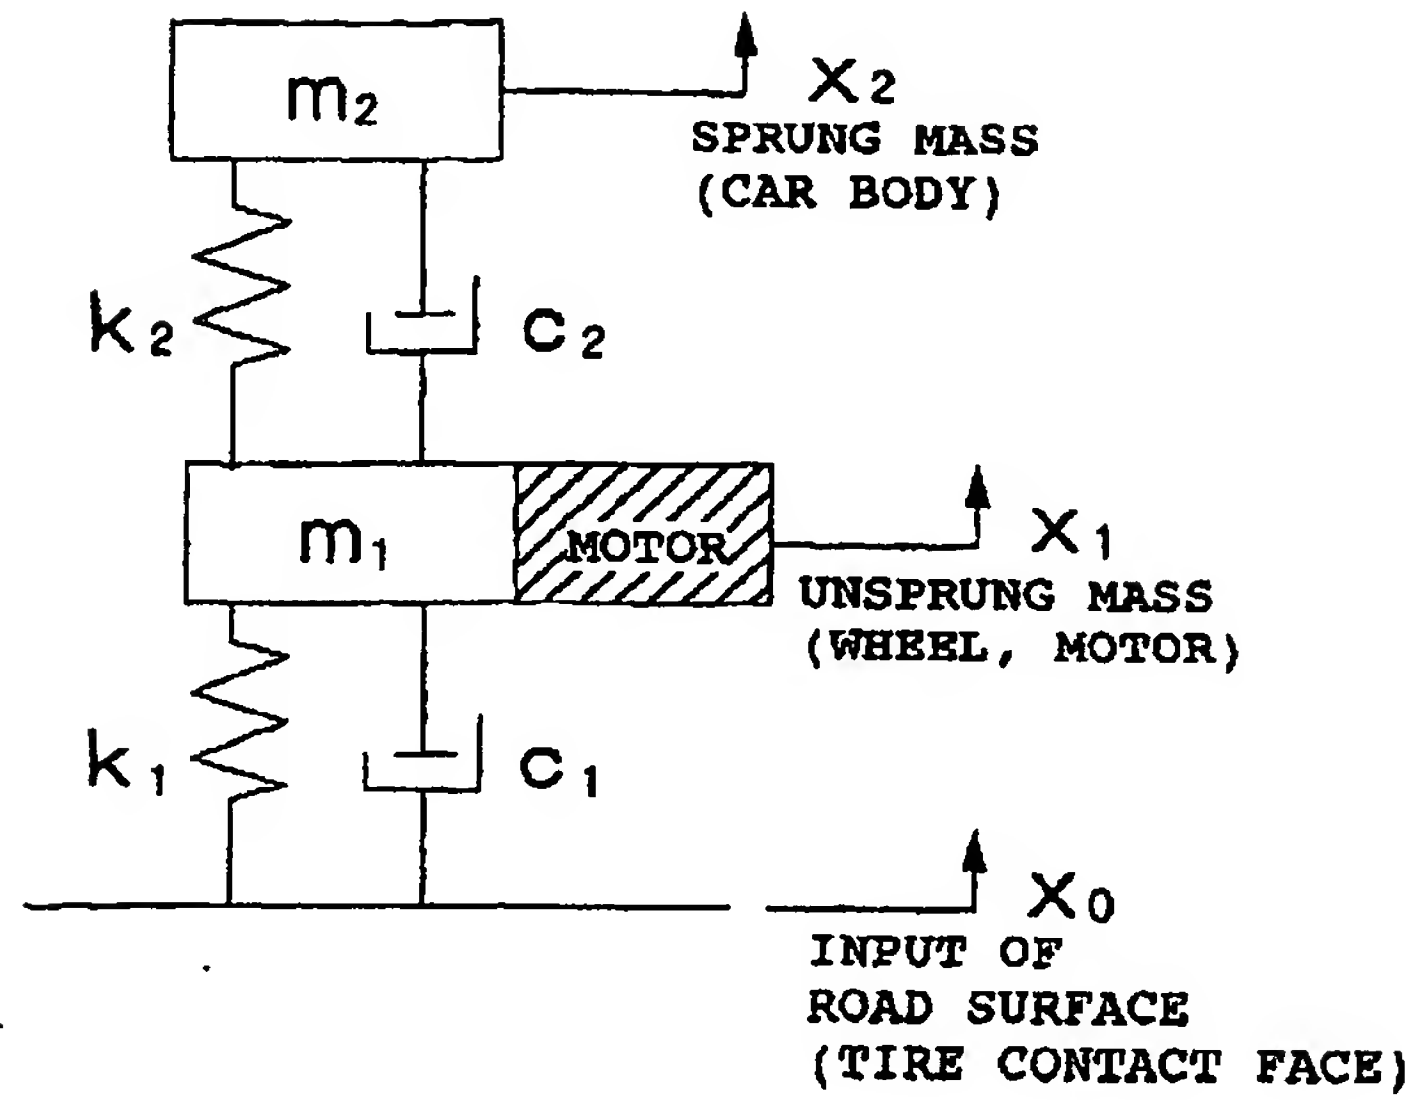 m2
X2
SPRUNG MASS
(CAR BODY)
k2
c2
m1
MOTOR
X1
UNSPRUNG MASS
(WHEEL, MOTOR)
k1
c1
X0
INPUT OF
ROAD SURFACE
(TIRE CONTACT FACE)